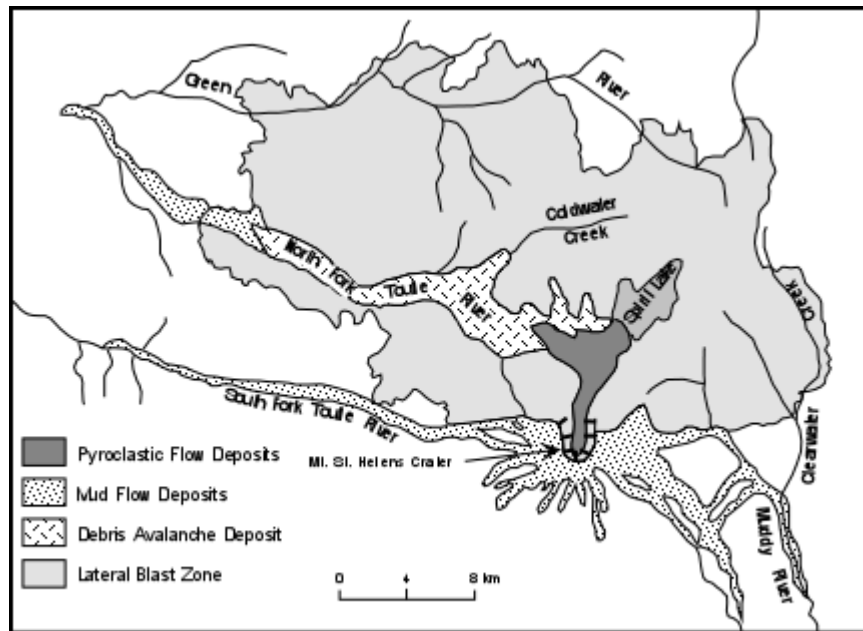 Green
River
Coldwater
Creek
North Fork Toutle River
Spirit Lake
Creek
Clearwater
South Fork Toutle River
Mt. St. Helens Crater
Muddy River
Pyroclastic Flow Deposits
Mud Flow Deposits
Debris Avalanche Deposit
Lateral Blast Zone
0 4 8 km